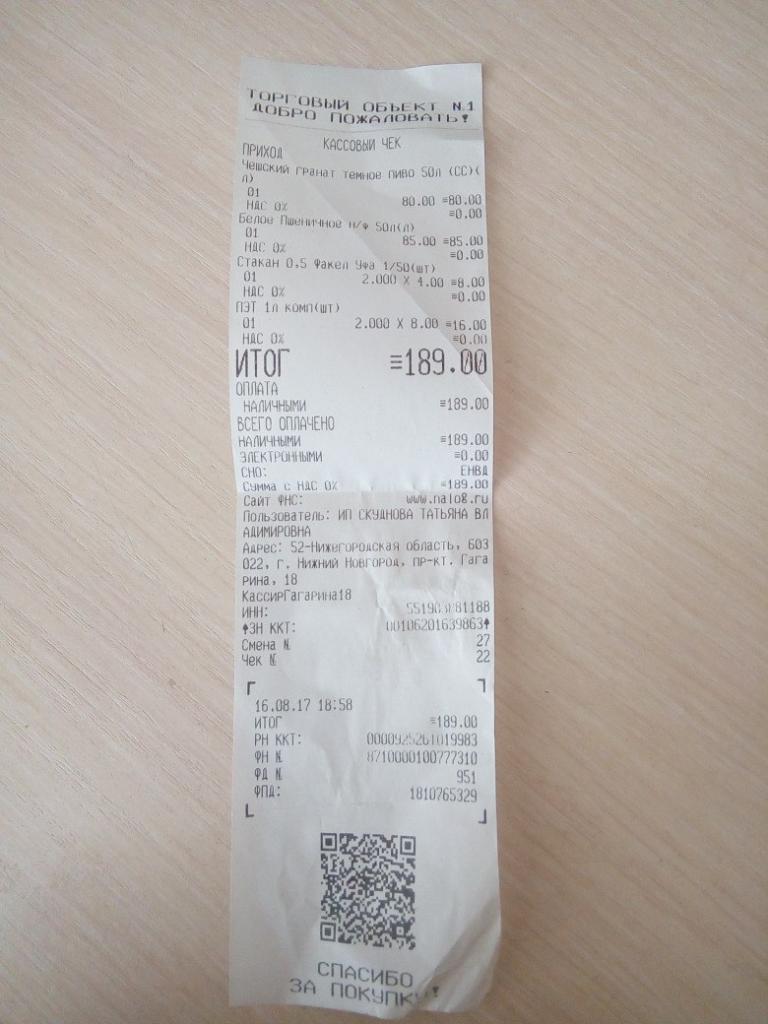 ТОРГОВЫЙ ОБЪЕКТ N.1
ДОБРО ПОЖАЛОВАТЬ!
КАССОВЫЙ ЧЕК
ПРИХОД
Чешский гранат темное пиво 50л (СС)(
л)
01 80.00 =80.00
НДС 0% =0.00
Белое Пшеничное н/ф 50л(л)
01 85.00 =85.00
НДС 0% =0.00
Стакан 0,5 Факел Уфа 1/50(шт)
01 2.000 X 4.00 =8.00
НДС 0% =0.00
ПЭТ 1л комп(шт)
01 2.000 X 8.00 =16.00
НДС 0% =0.00
ИТОГ =189.00
ОПЛАТА
НАЛИЧНЫМИ =189.00
ВСЕГО ОПЛАЧЕНО
НАЛИЧНЫМИ =189.00
ЭЛЕКТРОННЫМИ =0.00
СНО: ЕНВД
Сумма с НДС 0% =189.00
Сайт ФНС: www.nalog.ru
Пользователь: ИП СКУДНОВА ТАТЬЯНА ВЛ
АДИМИРОВНА
Адрес: 52-Нижегородская область, 603
022, г. Нижний Новгород, пр-кт. Гага
рина, 18
КассирГагарина18
ИНН:
ЗН ККТ: 00106201639863
Смена № 27
Чек № 22
16.08.17 18:58
ИТОГ =189.00
РН ККТ:
ФН № 8710000100777310
ФД № 951
ФПД: 1810765329
СПАСИБО
ЗА ПОКУПКУ!